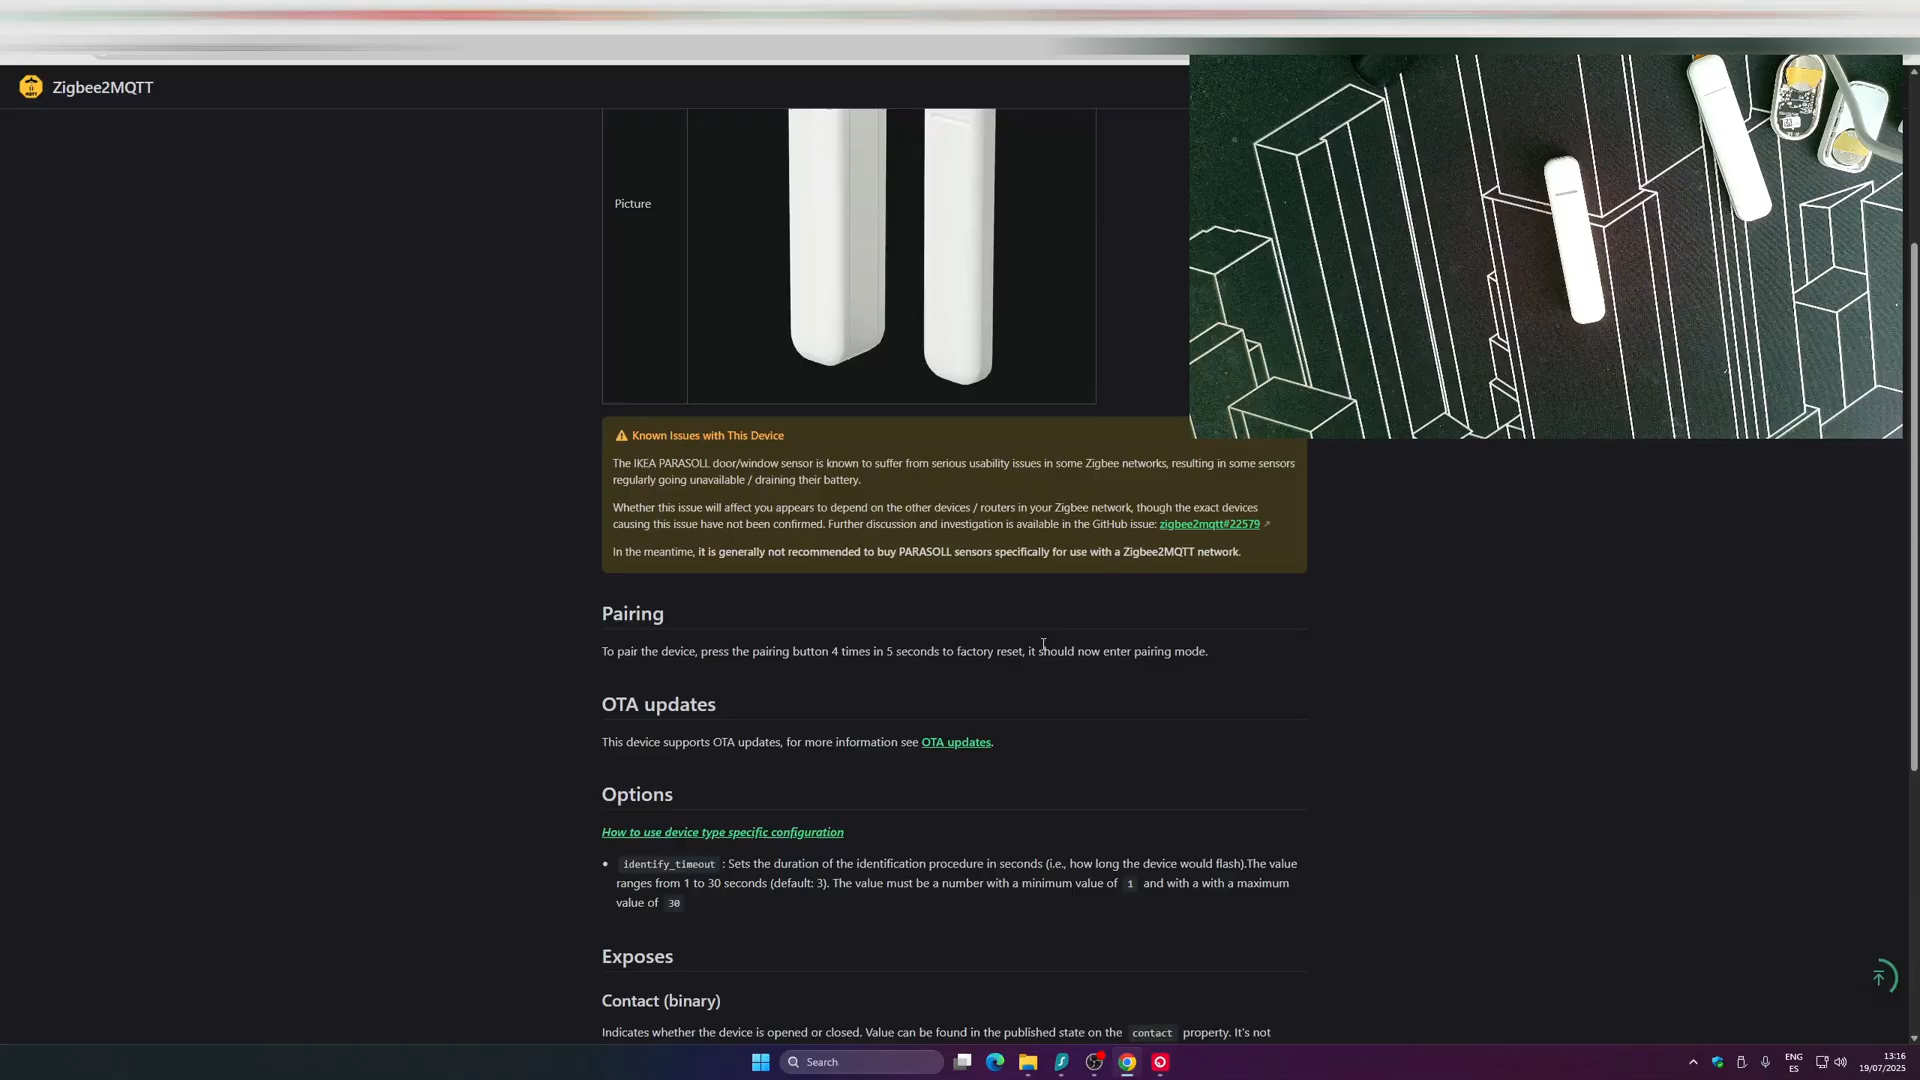 Zigbee2MQTT
Picture
Known Issues with This Device
The IKEA PARASOLL door/window sensor is known to suffer from serious usability issues in some Zigbee networks, resulting in some sensors
regularly going unavailable / draining their battery.
Whether this issue will affect you appears to depend on the other devices / routers in your Zigbee network, though the exact devices
causing this issue have not been confirmed. Further discussion and investigation is available in the GitHub issue: zigbee2mqtt#22579
In the meantime, it is generally not recommended to buy PARASOLL sensors specifically for use with a Zigbee2MQTT network.
Pairing
To pair the device, press the pairing button 4 times in 5 seconds to factory reset, it should now enter pairing mode.
OTA updates
This device supports OTA updates, for more information see OTA updates.
Options
How to use device type specific configuration
identify_timeout : Sets the duration of the identification procedure in seconds (i.e., how long the device would flash).The value
ranges from 1 to 30 seconds (default: 3). The value must be a number with a minimum value of 1 and with a with a maximum
value of 30
Exposes
Contact (binary)
Indicates whether the device is opened or closed. Value can be found in the published state on the contact property. It's not
Search
ENG
ES
13:16
19/07/2025